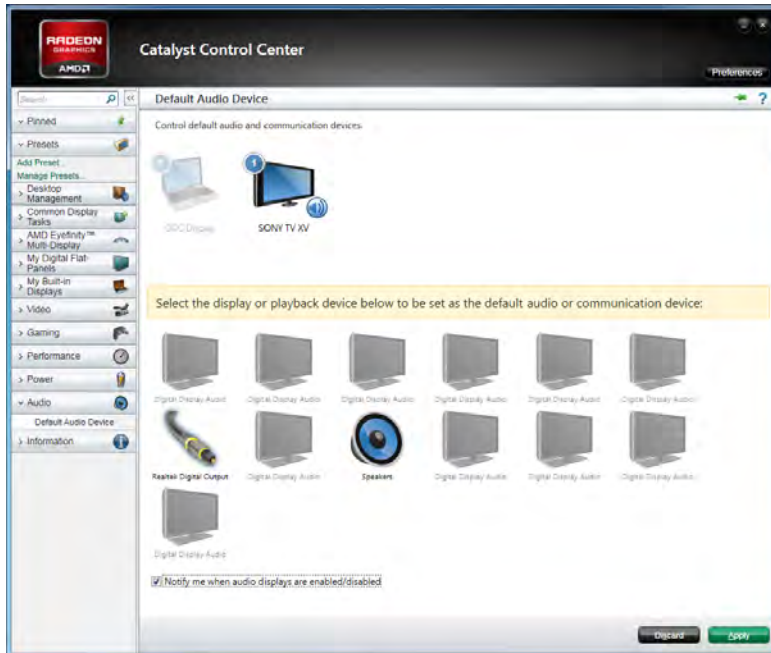 RADEON
GRAPHICS
AMD
Catalyst Control Center
Preferences
Search
Default Audio Device
Pinned
Control default audio and communication devices.
Presets
Add Preset...
Manage Presets...
Desktop Management
Common Display Tasks
AMD Eyefinity™ Multi-Display
My Digital Flat-Panels
My Built-in Displays
Video
Gaming
Performance
Power
Audio
Default Audio Device
Information
1
Display
SONY TV XV
Select the display or playback device below to be set as the default audio or communication device:
Digital Display Audio
Digital Display Audio
Digital Display Audio
Digital Display Audio
Digital Display Audio
Digital Display Audio
Realtek Digital Output
Digital Display Audio
Speakers
Digital Display Audio
Digital Display Audio
Digital Display Audio
Digital Display Audio
Notify me when audio displays are enabled/disabled
Discard
Apply